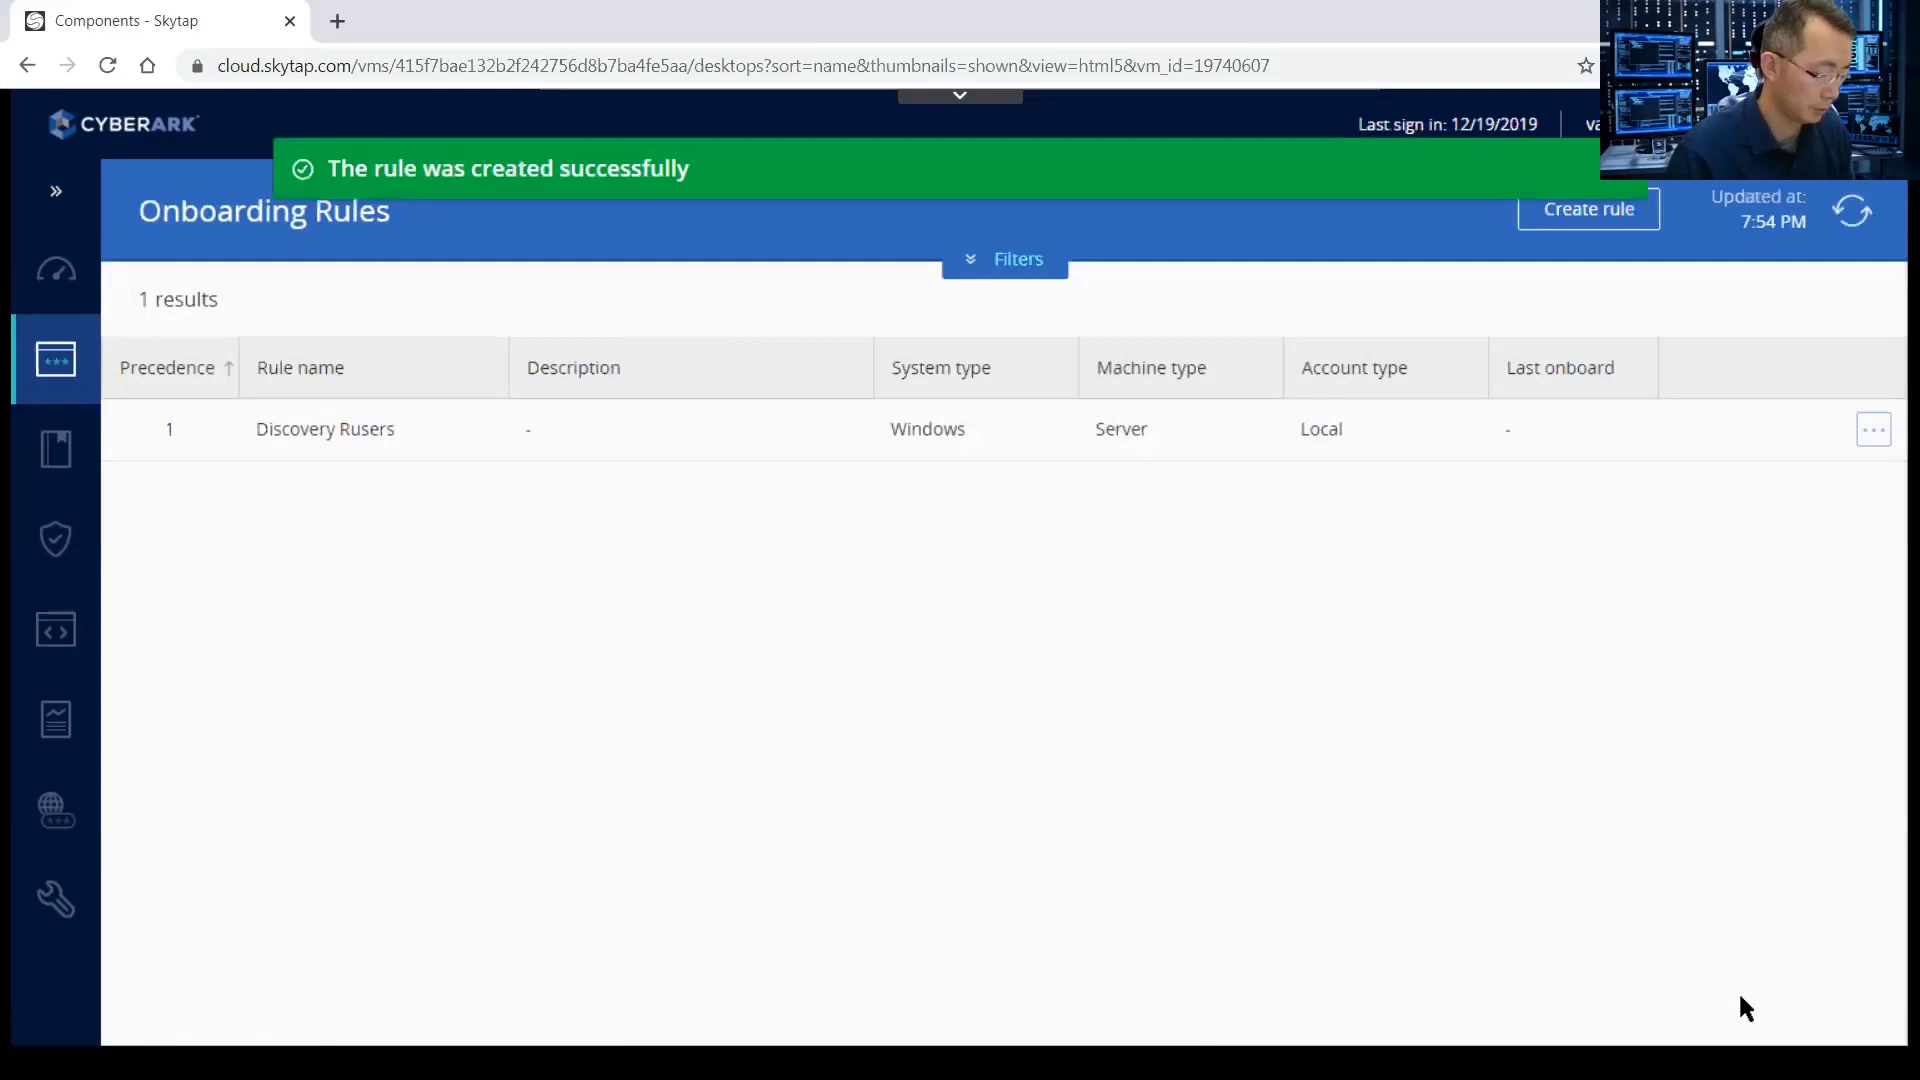 Components - Skytap
cloud.skytap.com/vms/415f7bae132b2f242756d8b7ba4fe5aa/desktops?sort=name&thumbnails=shown&view=html5&vm_id=19740607
CYBERARK
Last sign in: 12/19/2019
va
The rule was created successfully
Onboarding Rules
Create rule
Updated at:
7:54 PM
Filters
1 results
Precedence Rule name Description System type Machine type Account type Last onboard
1 Discovery Rusers - Windows Server Local -